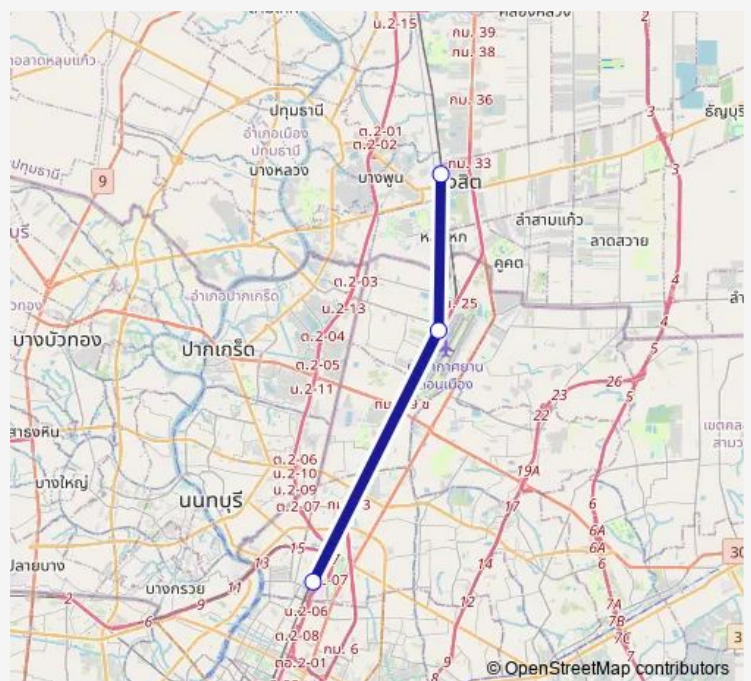 น.2-15
กม. 39
กม. 38
2
ปทุมธานี
กม. 36
ธัญบุรี
3
ต.2-01
ต.2-02
อำเภอเมือง
ปทุมธานี
บางหลวง
บางพูน
กม. 33
3
9
ปทุมธานี
ลำสามแก้ว
ลาดสวาย
คูคต
ต.2-03
4
อำเภอปากเกร็ด
น.2-13
4
บางบัวทอง
ปากเกร็ด
ต.2-04
5
ต.2-05
น.2-11
26
5
23
22
ต.2-06
น.2-10
น.2-09
ต.2-07
19A
17
6
บางใหญ่
นนทบุรี
3
15
13
6A
6A
6
30
14
บางกรวย
11
9
6
2
12
น.2-06
ต.2-08
ตอ.2-01
กม. 6
9
8
7A
7B
7C
7
© OpenStreetMap contributors